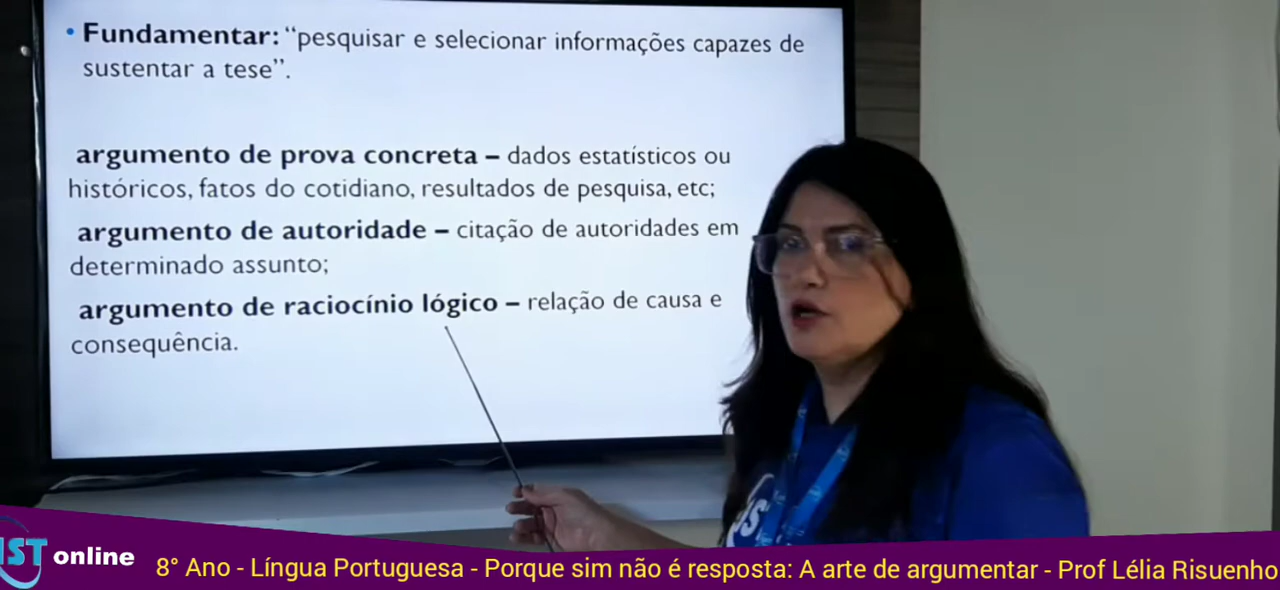 • Fundamentar: “pesquisar e selecionar informações capazes de
sustentar a tese”.
argumento de prova concreta – dados estatísticos ou
históricos, fatos do cotidiano, resultados de pesquisa, etc;
argumento de autoridade – citação de autoridades em
determinado assunto;
argumento de raciocínio lógico – relação de causa e
consequência.
IST online
8° Ano - Língua Portuguesa - Porque sim não é resposta: A arte de argumentar - Prof Lélia Risuenho